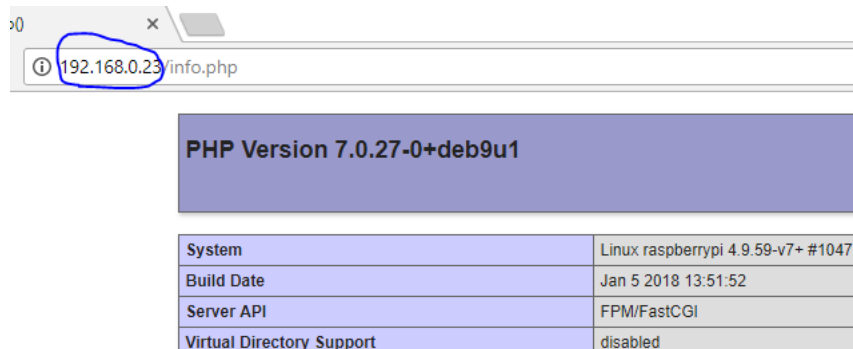 192.168.0.23/info.php
PHP Version 7.0.27-0+deb9u1
System Linux raspberrypi 4.9.59-v7+ #1047
Build Date Jan 5 2018 13:51:52
Server API FPM/FastCGI
Virtual Directory Support disabled